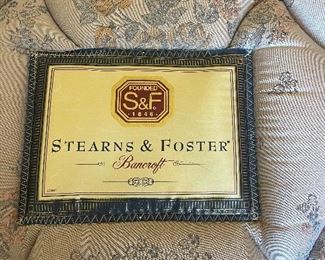 FOUNDED
S&F
1846
STEARNS & FOSTER
Bancroft